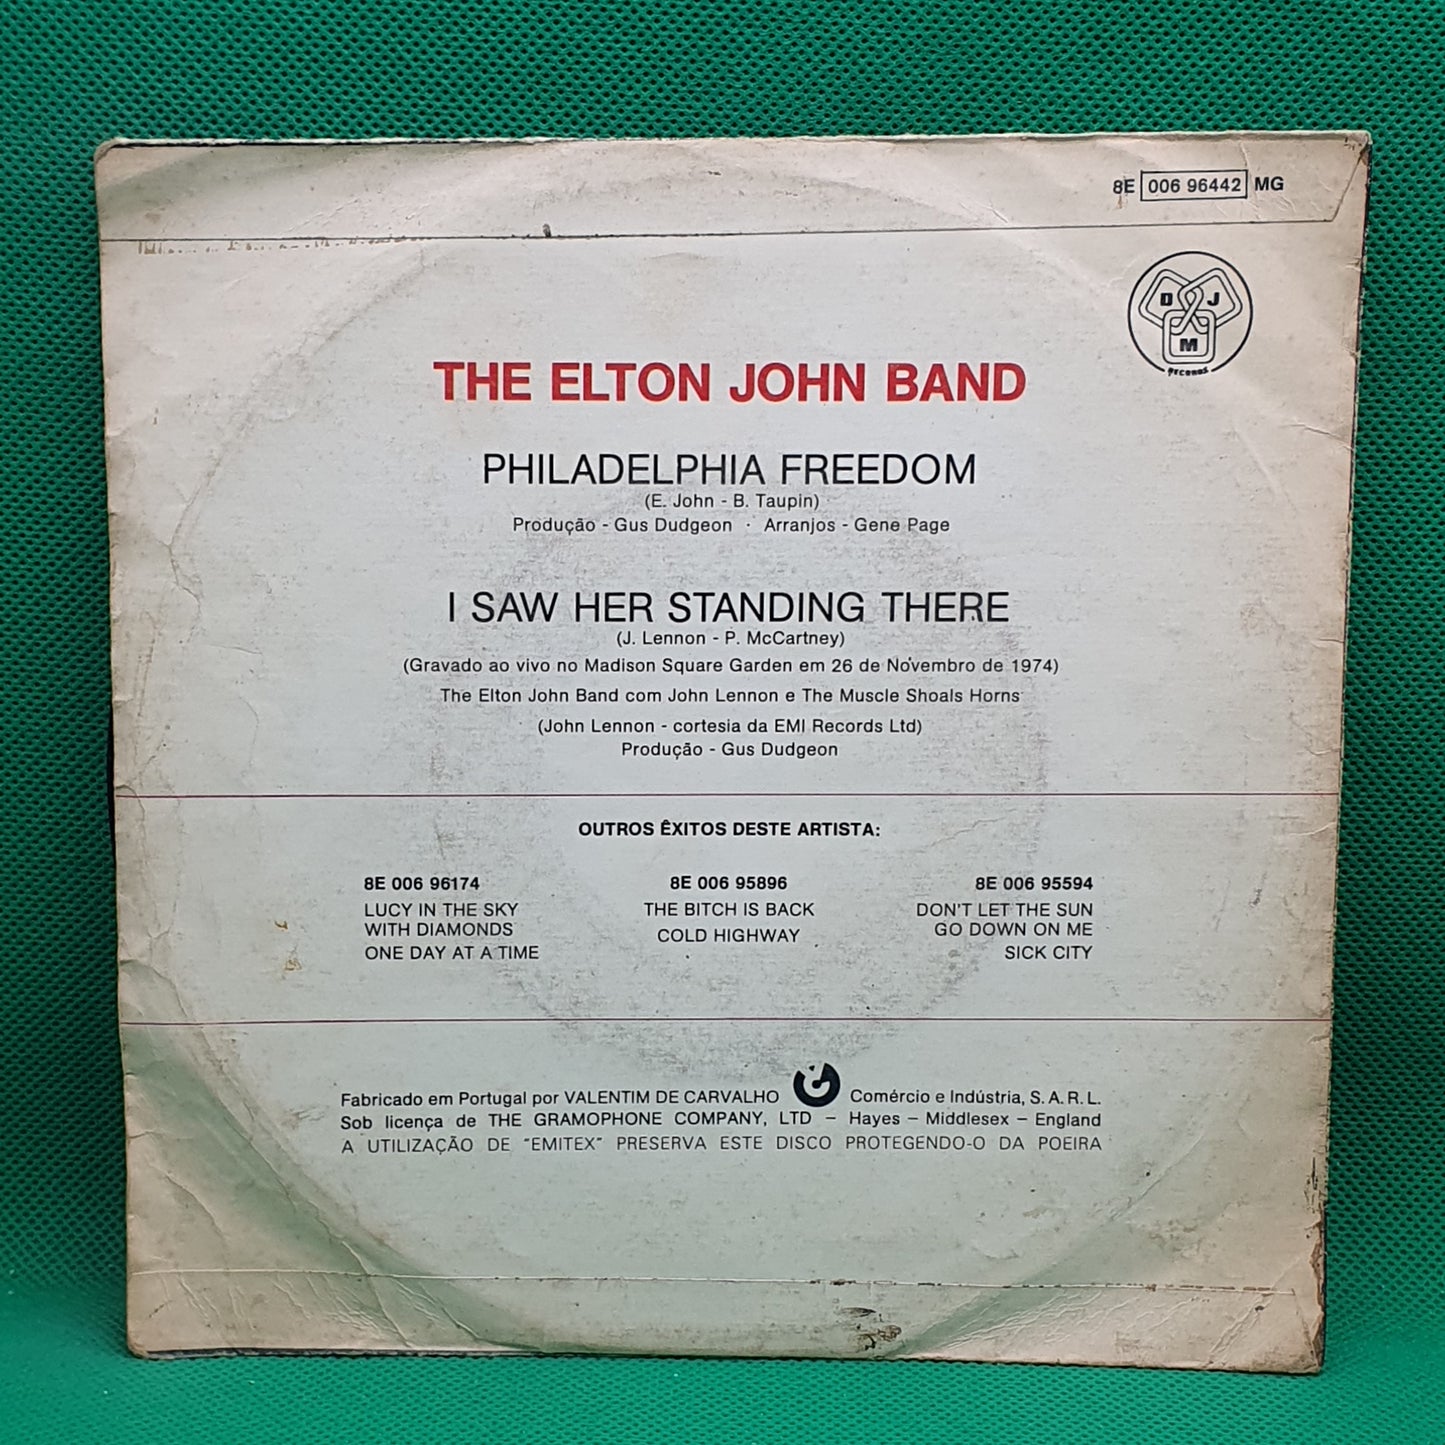 8E 006 96442 MG
D J
M
RECORDS
THE ELTON JOHN BAND
PHILADELPHIA FREEDOM
(E. John - B. Taupin)
Produção - Gus Dudgeon · Arranjos - Gene Page
I SAW HER STANDING THERE
(J. Lennon - P. McCartney)
(Gravado ao vivo no Madison Square Garden em 26 de Novembro de 1974)
The Elton John Band com John Lennon e The Muscle Shoals Horns
(John Lennon - cortesia da EMI Records Ltd)
Produção - Gus Dudgeon
OUTROS ÊXITOS DESTE ARTISTA:
8E 006 96174
LUCY IN THE SKY
WITH DIAMONDS
ONE DAY AT A TIME
8E 006 95896
THE BITCH IS BACK
COLD HIGHWAY
8E 006 95594
DON'T LET THE SUN
GO DOWN ON ME
SICK CITY
Fabricado em Portugal por VALENTIM DE CARVALHO Comércio e Indústria, S.A.R.L.
Sob licença de THE GRAMOPHONE COMPANY, LTD – Hayes – Middlesex – England
A UTILIZAÇÃO DE "EMITEX" PRESERVA ESTE DISCO PROTEGENDO-O DA POEIRA